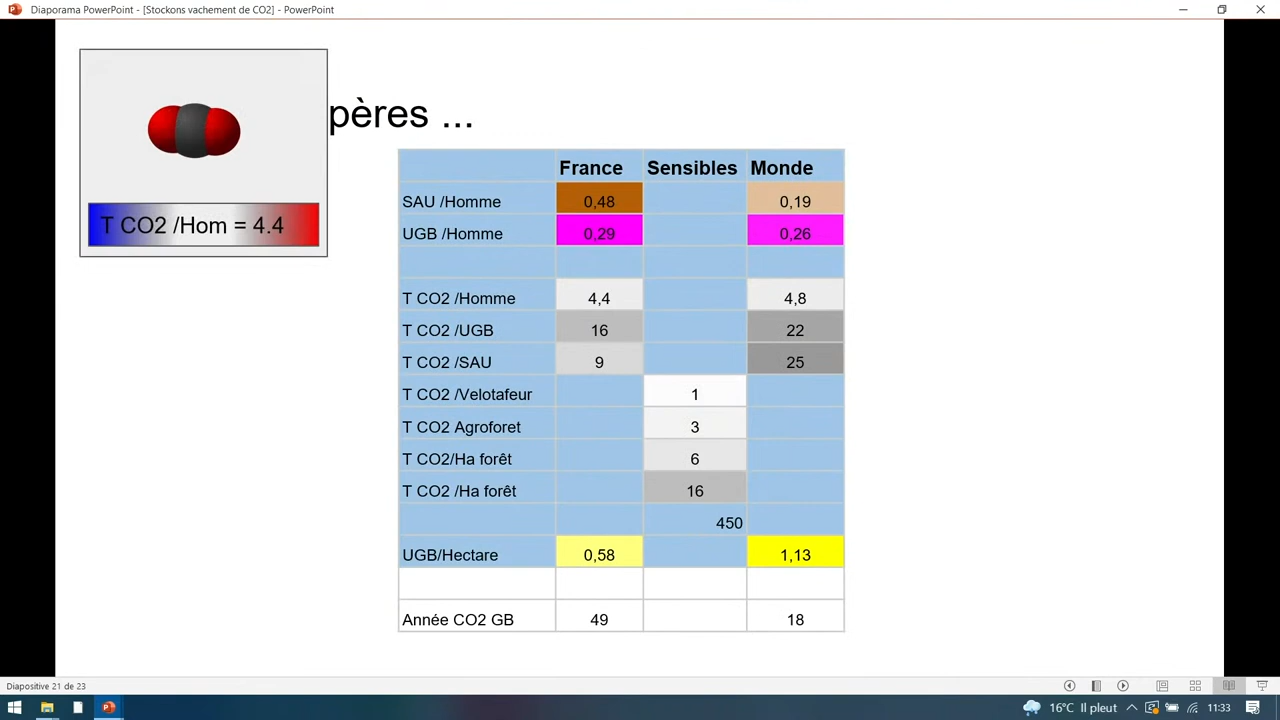 Diaporama PowerPoint - [Stockons vachement de CO2] - PowerPoint
pères ...
T CO2 /Hom = 4.4
France Sensibles Monde
SAU /Homme 0,48 0,19
UGB /Homme 0,29 0,26
T CO2 /Homme 4,4 4,8
T CO2 /UGB 16 22
T CO2 /SAU 9 25
T CO2 /Velotafeur 1
T CO2 Agroforet 3
T CO2/Ha forêt 6
T CO2 /Ha forêt 16
450
UGB/Hectare 0,58 1,13
Année CO2 GB 49 18
Diapositive 21 de 23
16°C Il pleut 11:33